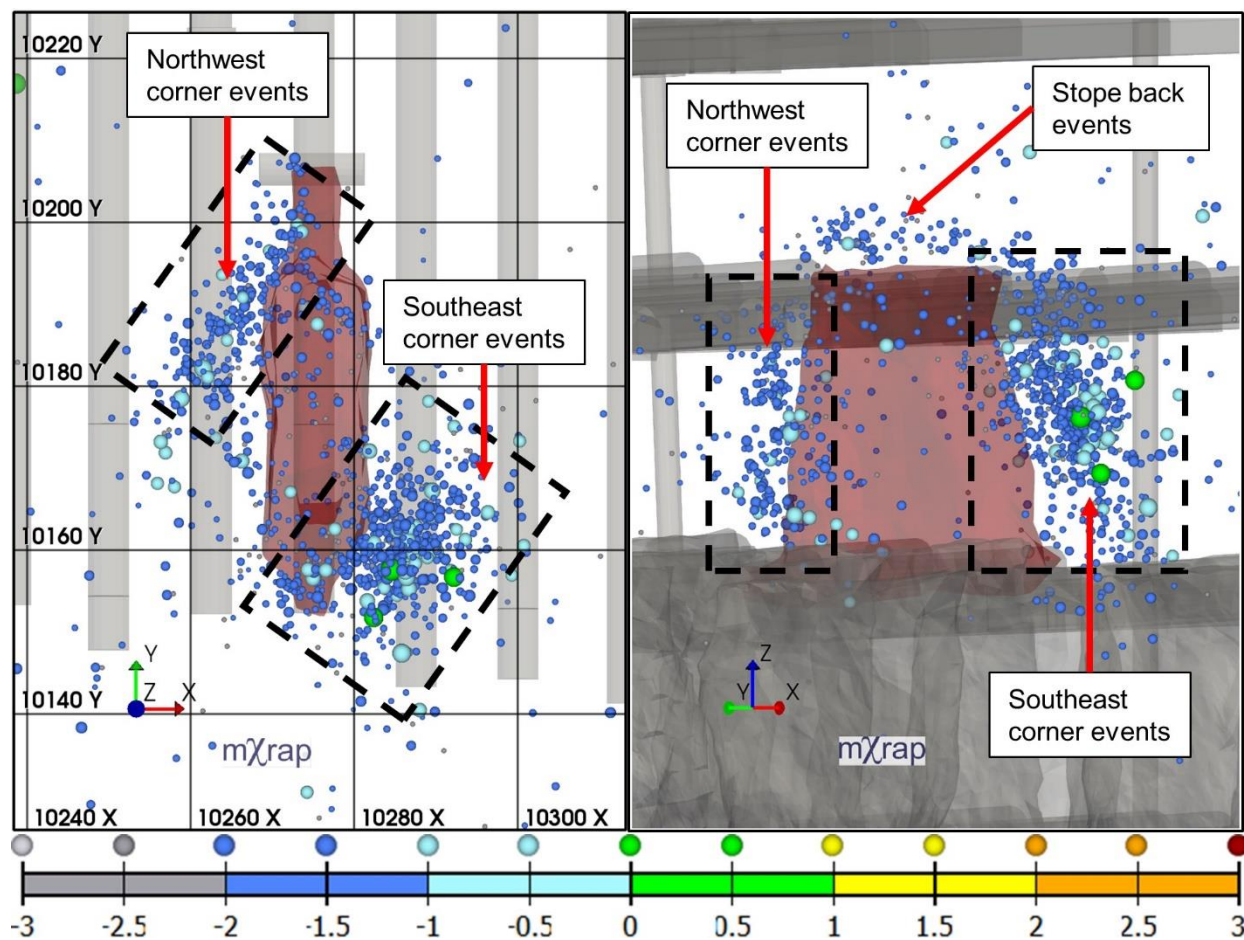 10220 Y
Northwest
corner events
10200 Y
Southeast
corner events
10180 Y
10160 Y
10140 Y
Y
Z
X
mχrap
10240 X
10260 X
10280 X
10300 X
Northwest
corner events
Stope back
events
Z
Y
X
Southeast
corner events
mχrap
-3
-2.5
-2
-1.5
-1
-0.5
0
0.5
1
1.5
2
2.5
3